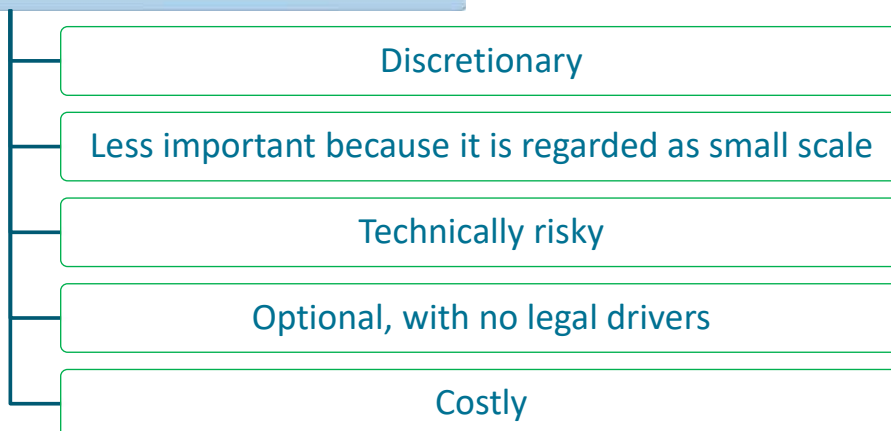 Discretionary
Less important because it is regarded as small scale
Technically risky
Optional, with no legal drivers
Costly